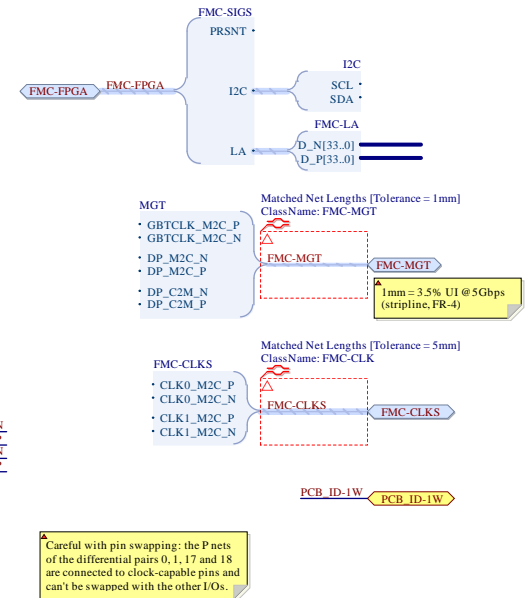 FMC-SIGS
PRSNT
I2C
I2C
SCL
SDA
FMC-FPGA
FMC-FPGA
FMC-LA
LA
D_N[33..0]
D_P[33..0]
MGT
GBTCLK_M2C_P
GBTCLK_M2C_N
DP_M2C_N
DP_M2C_P
DP_C2M_N
DP_C2M_P
Matched Net Lengths [Tolerance = 1mm]
ClassName: FMC-MGT
FMC-MGT
FMC-MGT
1mm = 3.5% UI @5Gbps
(stripline, FR-4)
FMC-CLKS
CLK0_M2C_P
CLK0_M2C_N
CLK1_M2C_P
CLK1_M2C_N
Matched Net Lengths [Tolerance = 5mm]
ClassName: FMC-CLK
FMC-CLKS
FMC-CLKS
PCB_ID-1W
PCB_ID-1W
Careful with pin swapping: the P nets
of the differential pairs 0, 1, 17 and 18
are connected to clock-capable pins and
can't be swapped with the other I/Os.